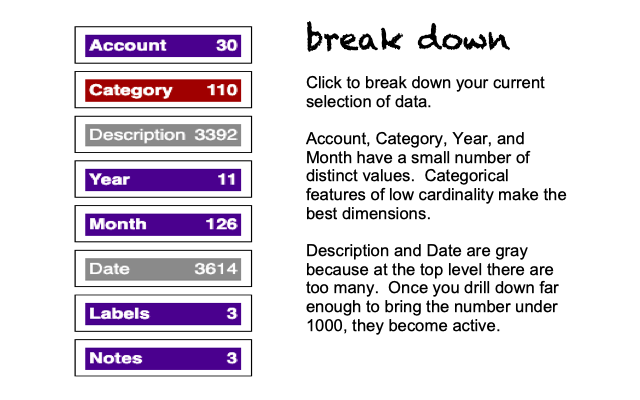 Account 30
Category 110
Description 3392
Year 11
Month 126
Date 3614
Labels 3
Notes 3
break down
Click to break down your current
selection of data.
Account, Category, Year, and
Month have a small number of
distinct values.  Categorical
features of low cardinality make the
best dimensions.
Description and Date are gray
because at the top level there are
too many.  Once you drill down far
enough to bring the number under
1000, they become active.